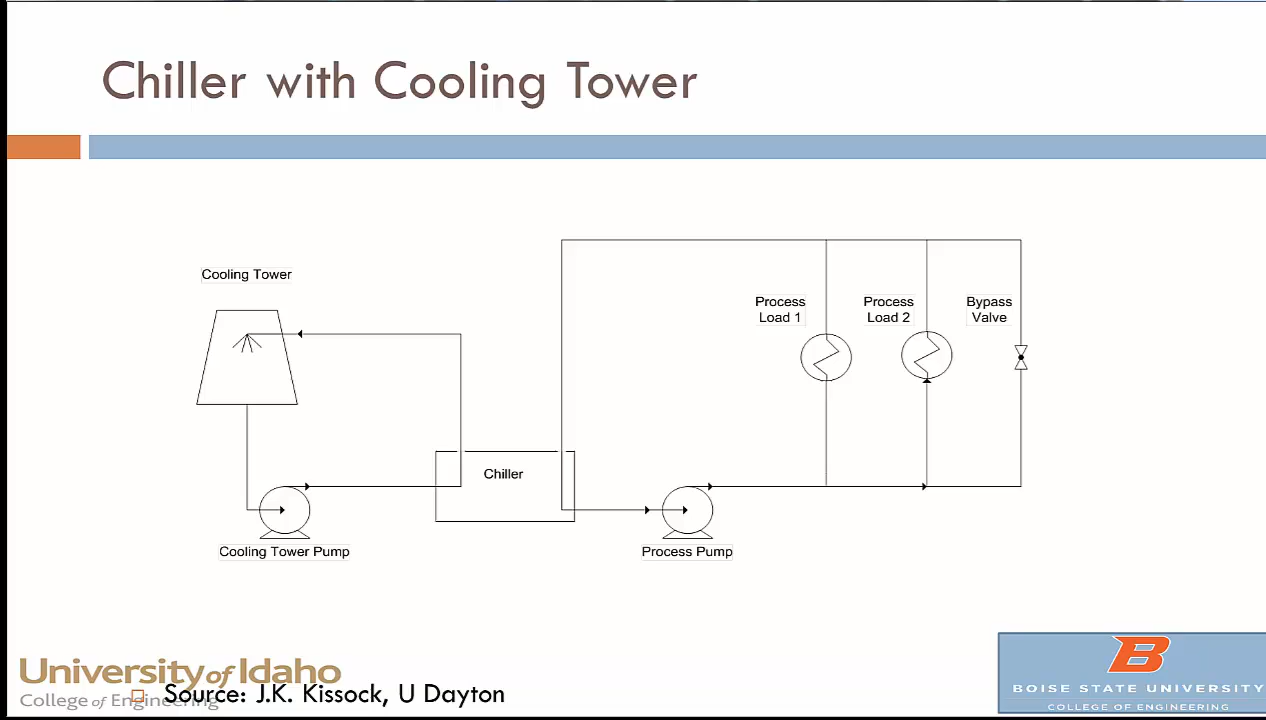 Chiller with Cooling Tower
Cooling Tower
Process
Load 1
Process
Load 2
Bypass
Valve
Chiller
Cooling Tower Pump
Process Pump
University of Idaho
College of Engineering
Source: J.K. Kissock, U Dayton
B
BOISE STATE UNIVERSITY
COLLEGE OF ENGINEERING